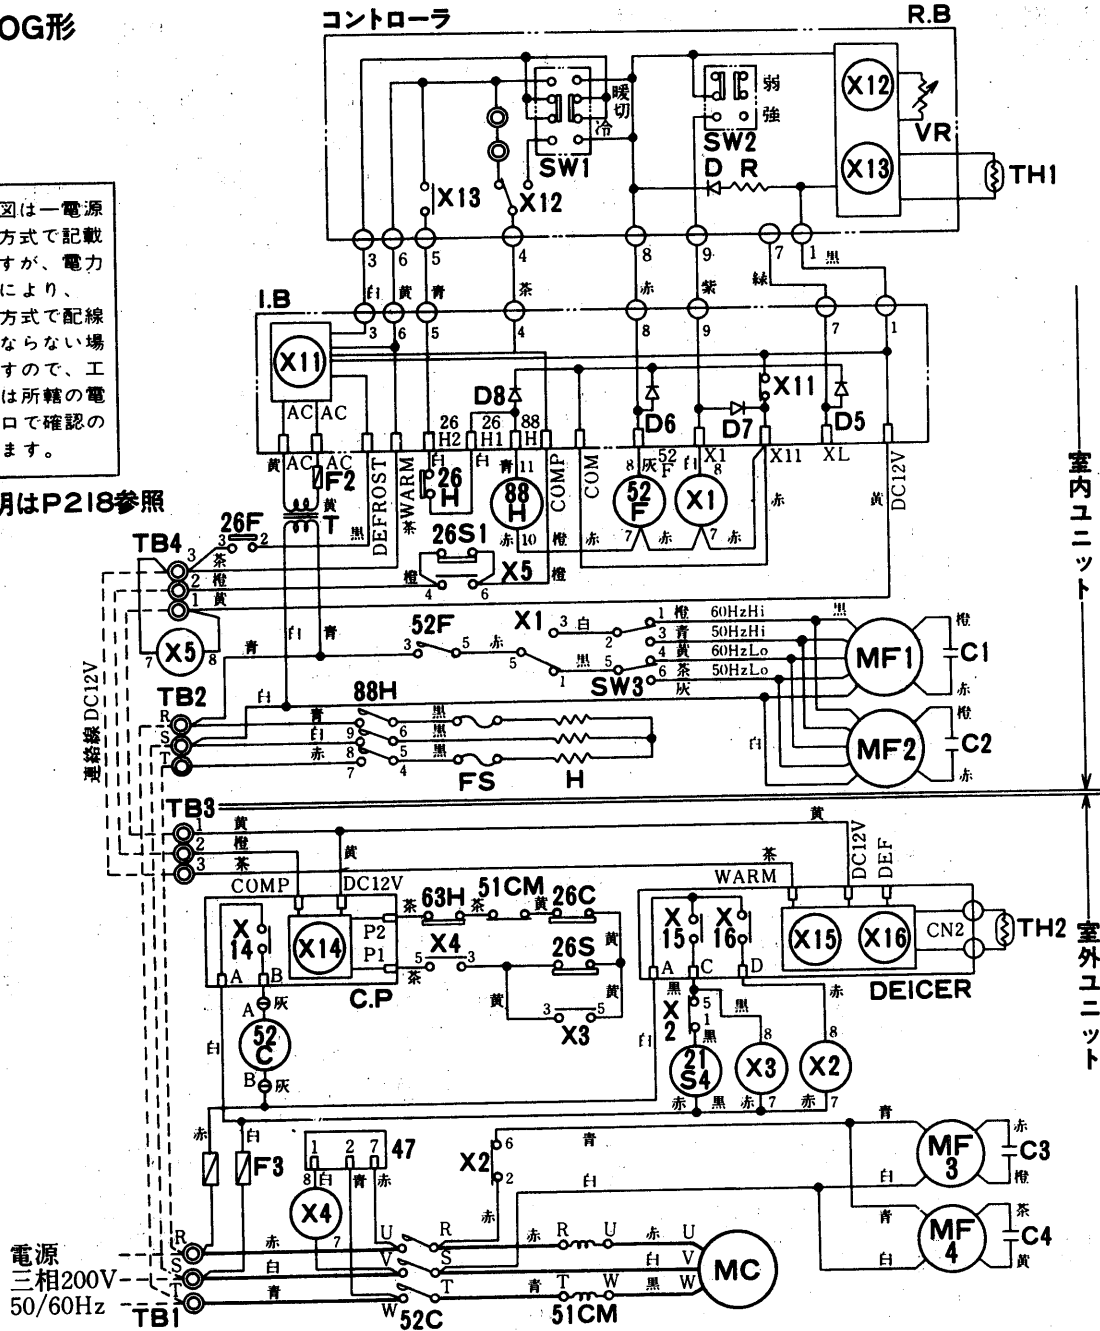 OG形
コントローラ
R.B
図は一電源
方式で記載
すが、電力
により、
方式で配線
ならない場
すので、工
は所轄の電
ロで確認の
ます。
明はP218参照
X12
VR
X13
TH1
暖
切
冷
SW1
弱
強
SW2
D R
X13
X12
3 6 5 4 8 9 7 1
白 黄 青 茶 赤 紫 緑 黒
I.B
3 6 5 4 8 9 7 1
X11
AC AC
D8
D6
D7
X11
D5
26 H2
26 H1
88 H
黄 AC AC
F2
黄
T
DEFROST
黒
WARM
茶
白
26 H
白
青 11
88 H
赤 10
COMP
橙
COM
赤
8 灰 52 F
52 F
7
白 X1 8
X1
7
赤
橙
赤
赤
X11
赤
XL
DC12V
黄
室内ユニット
TB4
26F
3 2
3 茶
2 橙
1 黄
26S1
橙 4
X5
6
X5
7 8
連絡線 DC12V
白
青
青
52F
3 5
赤
X1
3 白
5
1 黒
2
5
SW3
1 橙 60HzHi
3 青 50HzHi
4 黄 60HzLo
6 茶 50HzLo
灰
黒
MF1
橙
C1
赤
白
MF2
橙
C2
赤
TB2
R
S
T
白
88H
青 9 6 黒
白 8 5 黒
赤 7 4 黒
FS
H
TB3
1 黄
2 橙
3 茶
黄
黄
茶
COMP
DC12V
X 14
X14
P2
P1
A B
C.P
茶 63H 茶 51CM 黄 26C
茶 5 X4 3
26S
黄
黄
黄
3 X3 5
WARM
DC12V
DEF
X 15
X 16
X15
X16
CN2
TH2
A C D
DEICER
室外ユニット
A 灰
52 C
B 灰
白
白
黒
X 2
5
1
黒
黒
赤
21 S4
8
X3
7
8
X2
7
赤 黒 赤 赤
赤
白
F3
1 2 7
47
8 白 青 赤
X4
7
X2
6
2
赤
青
白
青
白
青
白
MF 3
赤
C3
橙
MF 4
茶
C4
黄
電源
三相200V
50/60Hz
R
S
T
TB1
赤
白
青
U
V
W
52C
R
S
T
赤 R U 赤 U
白 V
青 T W 黒 W
51CM
MC